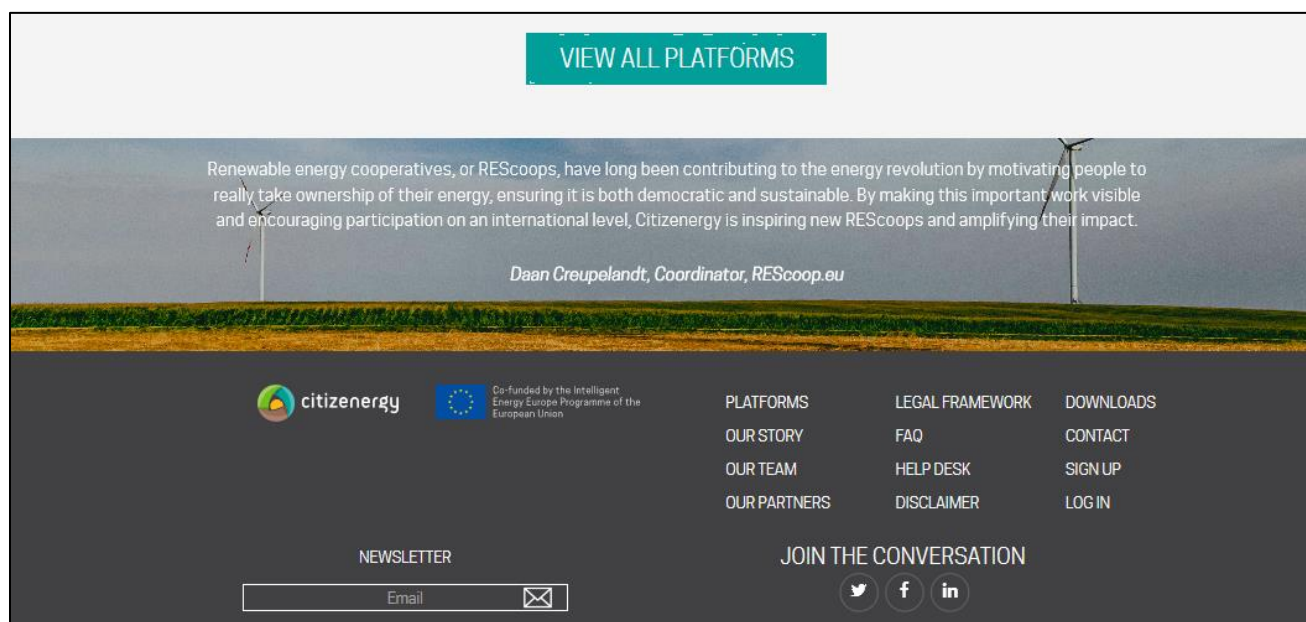 VIEW ALL PLATFORMS
Renewable energy cooperatives, or REScoops, have long been contributing to the energy revolution by motivating people to
really take ownership of their energy, ensuring it is both democratic and sustainable. By making this important work visible
and encouraging participation on an international level, Citizenergy is inspiring new REScoops and amplifying their impact.
Daan Creupelandt, Coordinator, REScoop.eu
citizenergy
Co-funded by the Intelligent
Energy Europe Programme of the
European Union
PLATFORMS
OUR STORY
OUR TEAM
OUR PARTNERS
LEGAL FRAMEWORK
FAQ
HELP DESK
DISCLAIMER
DOWNLOADS
CONTACT
SIGN UP
LOG IN
NEWSLETTER
Email
JOIN THE CONVERSATION